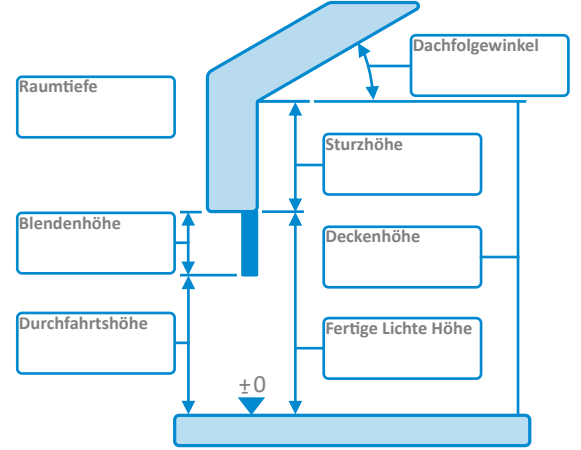 Dachfolgewinkel
Raumtiefe
Sturzhöhe
Blendenhöhe
Deckenhöhe
Durchfahrtshöhe
Fertige Lichte Höhe
±0